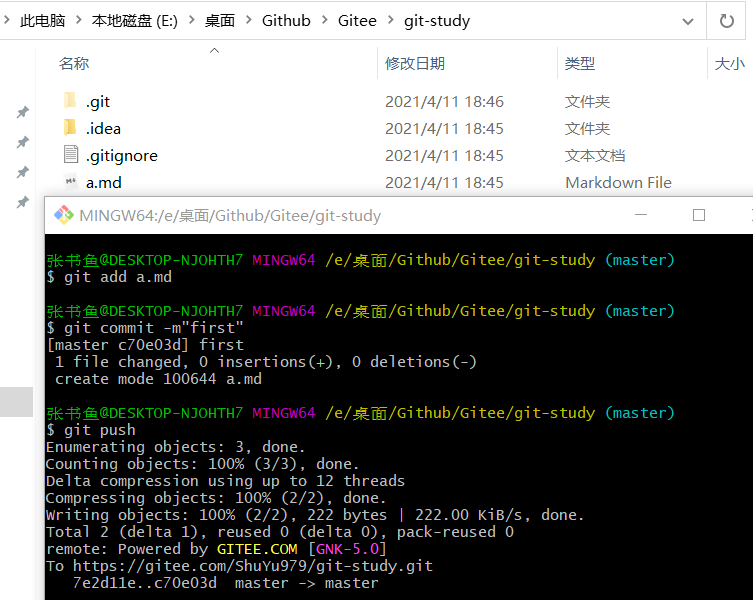 此电脑 > 本地磁盘 (E:) > 桌面 > Github > Gitee > git-study
名称 修改日期 类型 大小
.git 2021/4/11 18:46 文件夹
.idea 2021/4/11 18:45 文件夹
.gitignore 2021/4/11 18:45 文本文档
a.md 2021/4/11 18:45 Markdown File
MINGW64:/e/桌面/Github/Gitee/git-study
张书鱼@DESKTOP-NJOHTH7 MINGW64 /e/桌面/Github/Gitee/git-study (master)
$ git add a.md
张书鱼@DESKTOP-NJOHTH7 MINGW64 /e/桌面/Github/Gitee/git-study (master)
$ git commit -m"first"
[master c70e03d] first
1 file changed, 0 insertions(+), 0 deletions(-)
create mode 100644 a.md
张书鱼@DESKTOP-NJOHTH7 MINGW64 /e/桌面/Github/Gitee/git-study (master)
$ git push
Enumerating objects: 3, done.
Counting objects: 100% (3/3), done.
Delta compression using up to 12 threads
Compressing objects: 100% (2/2), done.
Writing objects: 100% (2/2), 222 bytes | 222.00 KiB/s, done.
Total 2 (delta 1), reused 0 (delta 0), pack-reused 0
remote: Powered by GITEE.COM [GNK-5.0]
To https://gitee.com/ShuYu979/git-study.git
7e2d11e..c70e03d master -> master